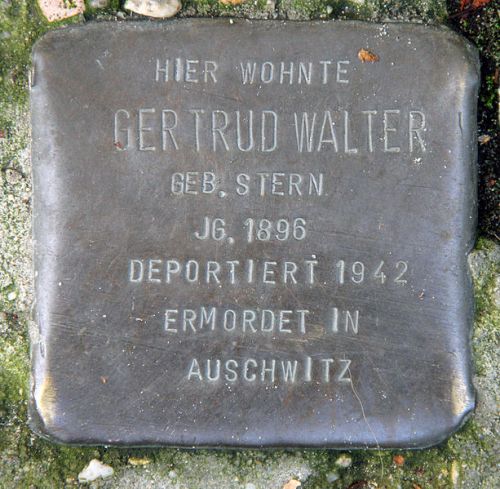 HIER WOHNTE
GERTRUD WALTER
GEB. STERN
JG. 1896
DEPORTIERT 1942
ERMORDET IN
AUSCHWITZ